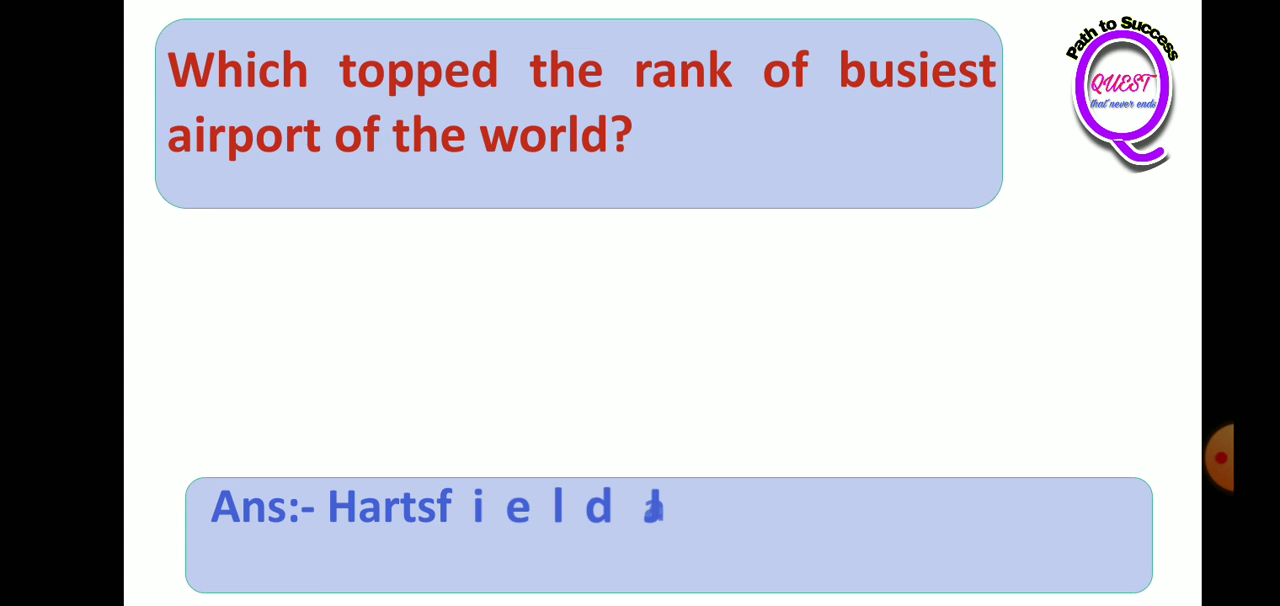 Which topped the rank of busiest
airport of the world?
Path to Success
QUEST
that never ends
Ans:- Hartsfield